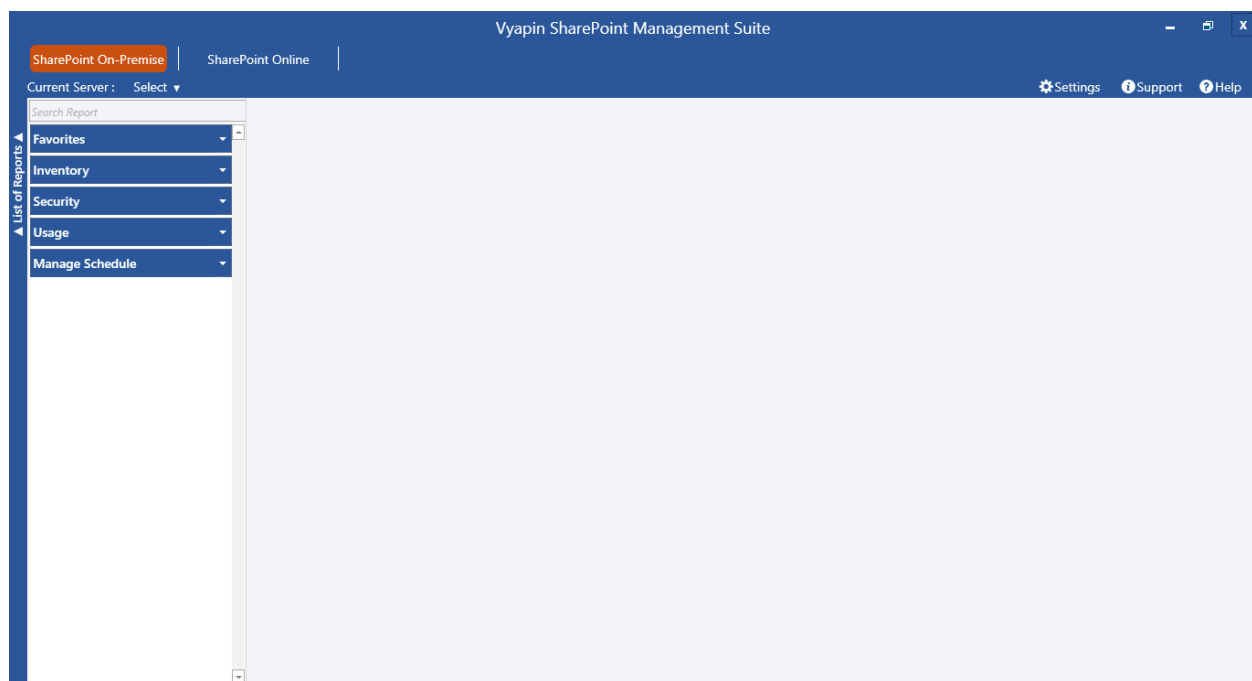 Vyapin SharePoint Management Suite
X
SharePoint On-Premise
SharePoint Online
Current Server : Select
Settings
Support
Help
Search Report
List of Reports
Favorites
Inventory
Security
Usage
Manage Schedule